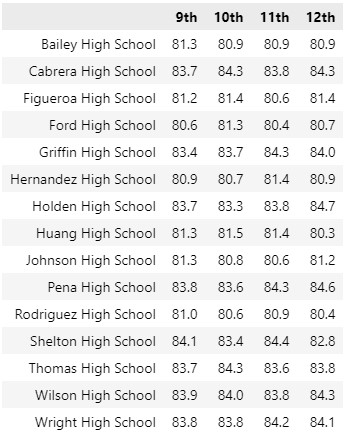 9th 10th 11th 12th
Bailey High School 81.3 80.9 80.9 80.9
Cabrera High School 83.7 84.3 83.8 84.3
Figueroa High School 81.2 81.4 80.6 81.4
Ford High School 80.6 81.3 80.4 80.7
Griffin High School 83.4 83.7 84.3 84.0
Hernandez High School 80.9 80.7 81.4 80.9
Holden High School 83.7 83.3 83.8 84.7
Huang High School 81.3 81.5 81.4 80.3
Johnson High School 81.3 80.8 80.6 81.2
Pena High School 83.8 83.6 84.3 84.6
Rodriguez High School 81.0 80.6 80.9 80.4
Shelton High School 84.1 83.4 84.4 82.8
Thomas High School 83.7 84.3 83.6 83.8
Wilson High School 83.9 84.0 83.8 84.3
Wright High School 83.8 83.8 84.2 84.1